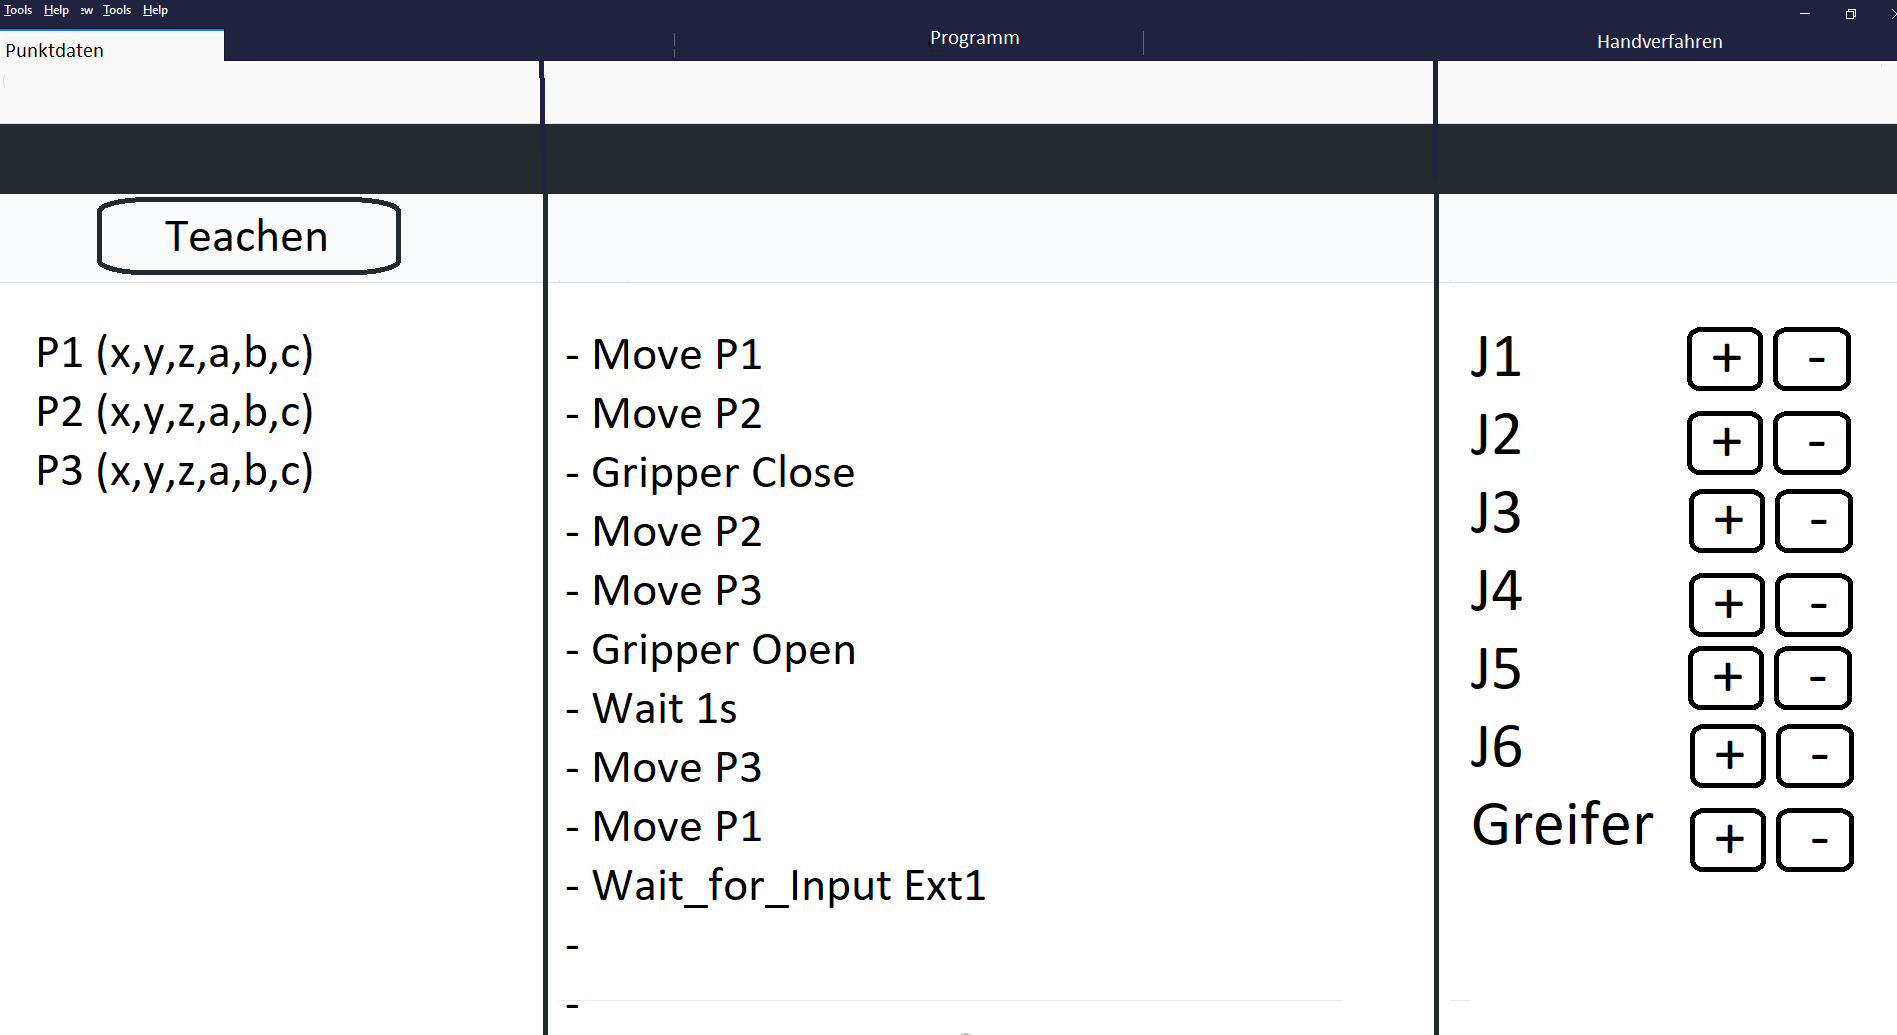 Tools Help ew Tools Help
Punktdaten
Programm
Handverfahren
Teachen
P1 (x,y,z,a,b,c)
P2 (x,y,z,a,b,c)
P3 (x,y,z,a,b,c)
- Move P1
- Move P2
- Gripper Close
- Move P2
- Move P3
- Gripper Open
- Wait 1s
- Move P3
- Move P1
- Wait_for_Input Ext1
-
-
J1 + -
J2 + -
J3 + -
J4 + -
J5 + -
J6 + -
Greifer + -